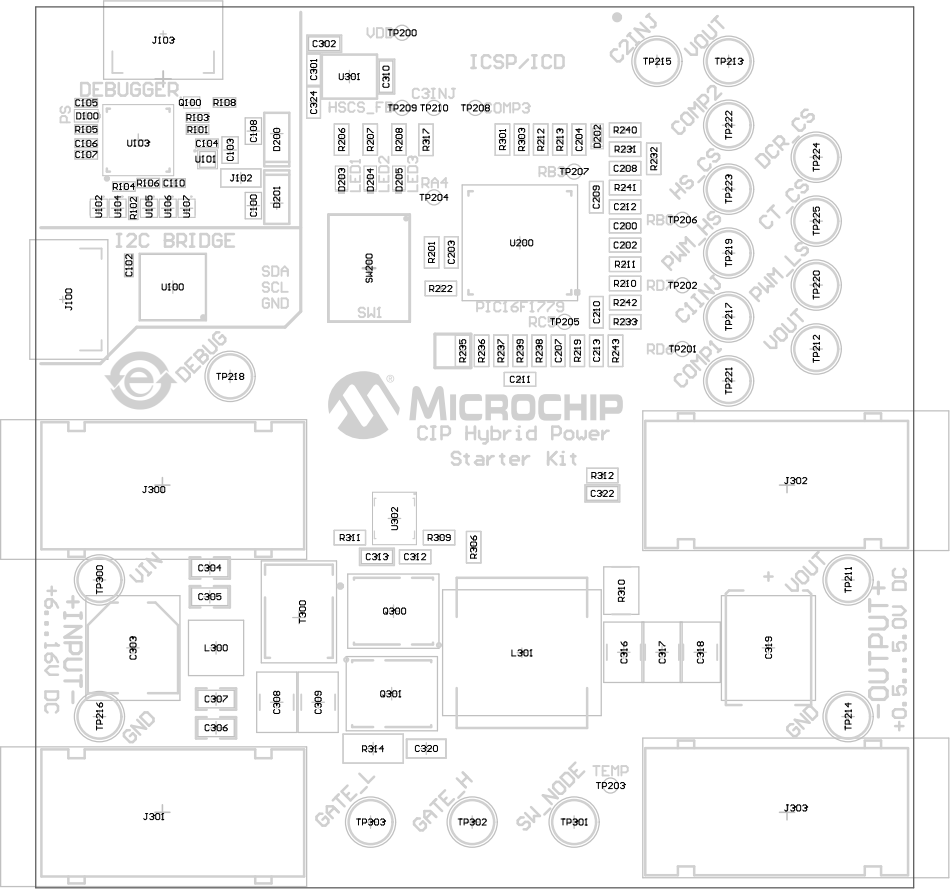 J103
DEBUGGER
PS
C105
D100
R105
C106
C107
U103
Q100
R108
R103
R101
C104
U101
C103
C108
D200
J102
C100
D201
R104
R106
C110
U102
U104
R102
U105
U106
U107
I2C BRIDGE
C102
U100
J100
SDA
SCL
GND
DEBUG
TP218
C302
C301
U301
C310
C324
VDD
TP200
ICSP/ICD
C3INJ
HSCS_FB
TP209
TP210
TP208
COMP3
R206
R207
R208
R317
D203
LED1
D204
LED2
D205
LED3
RA4
TP204
SW200
SW1
R201
C203
R222
R301
R303
R212
R213
C204
D202
R240
R231
R232
C208
R241
C212
C200
C202
R211
R210
R242
R233
TP207
C209
U200
PIC16F1779
C210
TP205
TP206
TP202
TP201
R235
R236
R237
R239
R238
C207
R219
C213
R243
C211
C2INJ
TP215
VOUT
TP213
COMP2
TP222
DCR_CS
TP224
HS_CS
TP223
CT_CS
TP225
PWM_HS
TP219
PWM_LS
TP220
C1INJ
TP217
VOUT
TP212
COMP1
TP221
® MICROCHIP
CIP Hybrid Power
Starter Kit
J300
J302
R312
C322
U302
R311
R309
R306
C313
C312
TP300
VIN
C304
C305
+INPUT-
+6...16V DC
C303
L300
T300
Q300
Q301
L301
R310
C316
C317
C318
C319
+
VOUT
TP211
-OUTPUT+
+0.5...5.0V DC
C307
C306
C308
C309
TP216
GND
GND
TP214
R314
C320
J301
GATE_L
TP303
GATE_H
TP302
SW_NODE
TP301
TEMP
TP203
J303